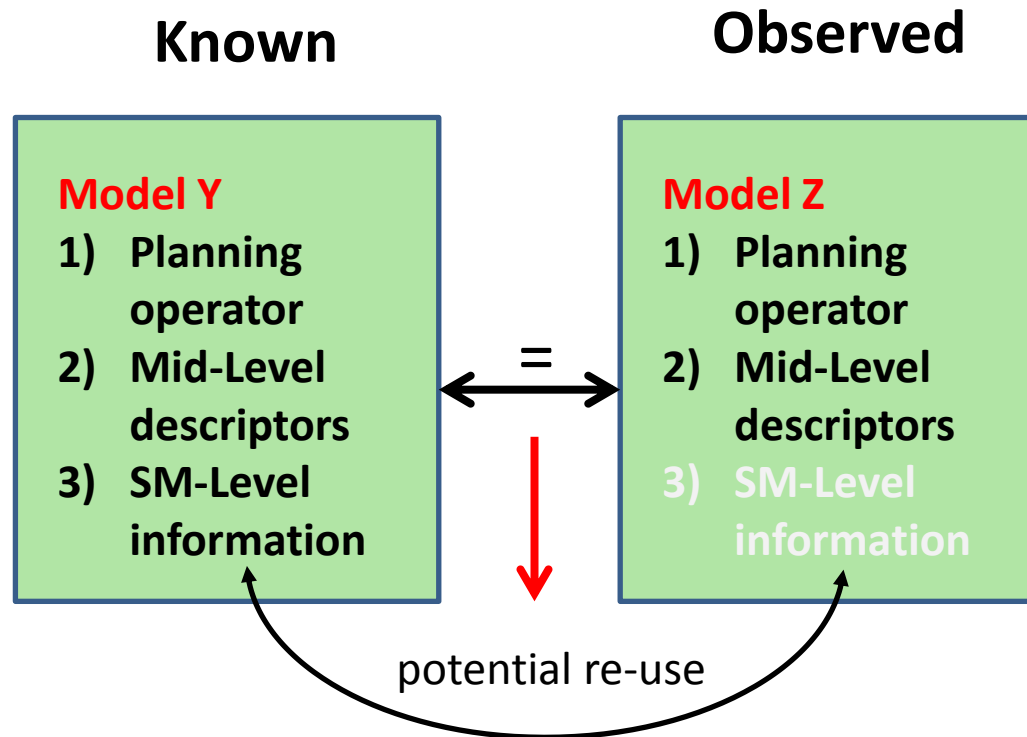 Known
Observed
Model Y
1) Planning
operator
2) Mid-Level
descriptors
3) SM-Level
information
=
Model Z
1) Planning
operator
2) Mid-Level
descriptors
3) SM-Level
information
potential re-use